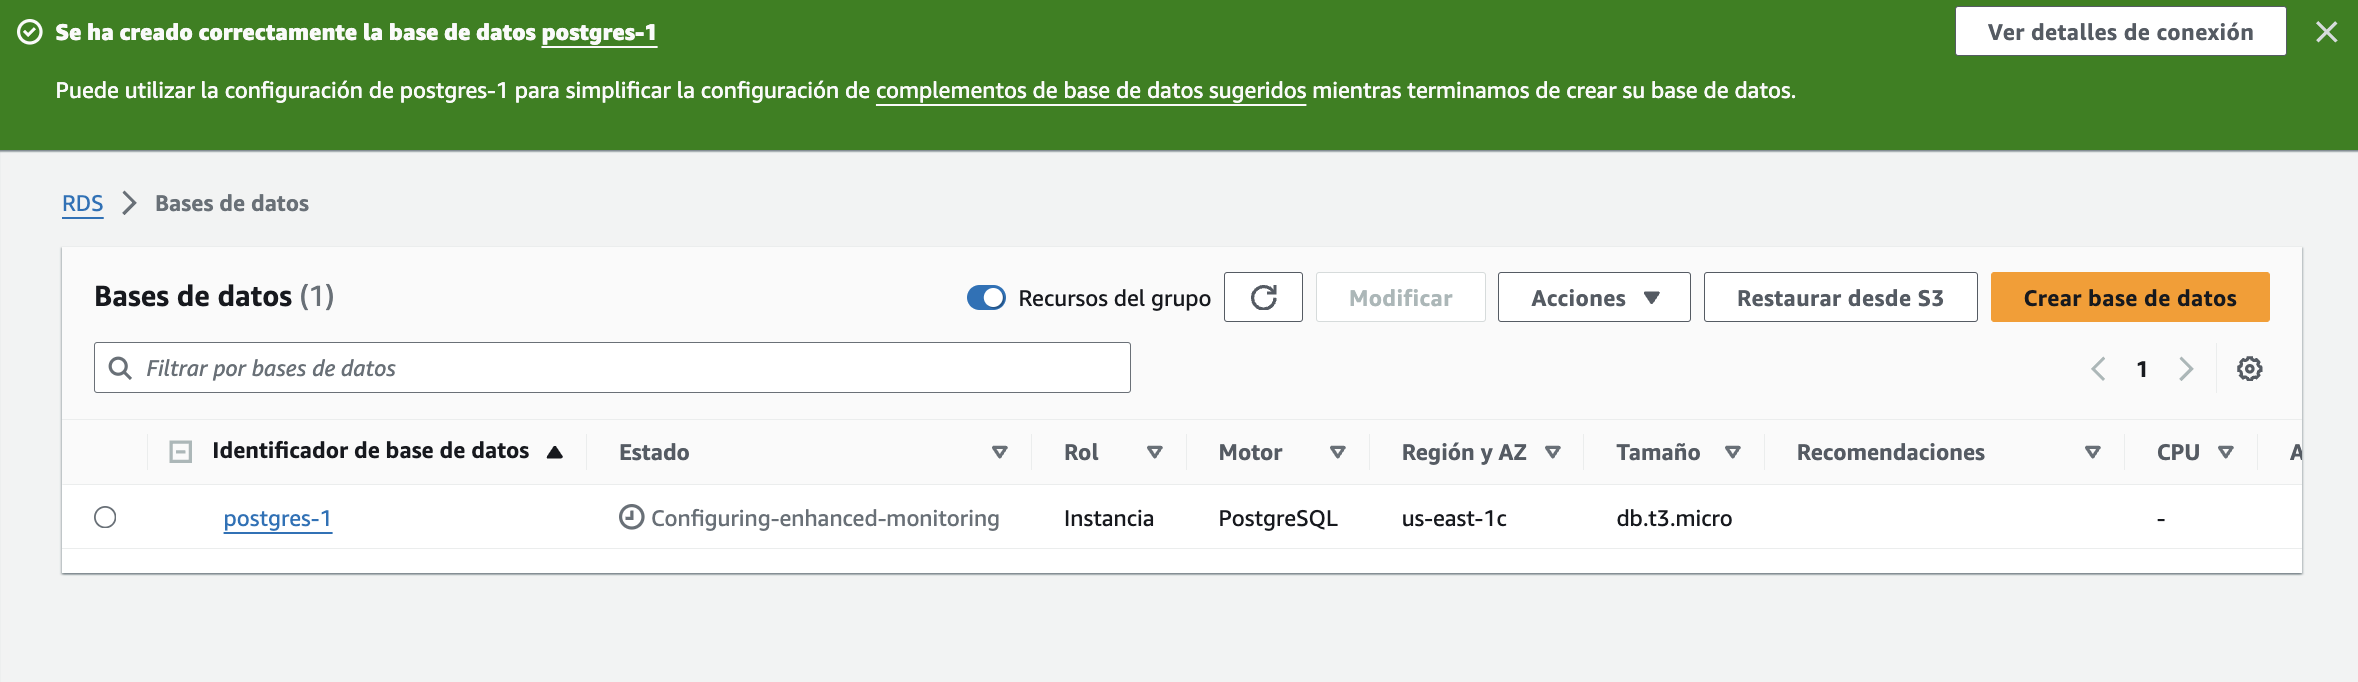 Se ha creado correctamente la base de datos postgres-1
Ver detalles de conexión
Puede utilizar la configuración de postgres-1 para simplificar la configuración de complementos de base de datos sugeridos mientras terminamos de crear su base de datos.
RDS > Bases de datos
Bases de datos (1)
Recursos del grupo
Modificar
Acciones
Restaurar desde S3
Crear base de datos
Filtrar por bases de datos
1
Identificador de base de datos Estado Rol Motor Región y AZ Tamaño Recomendaciones CPU A
postgres-1 Configuring-enhanced-monitoring Instancia PostgreSQL us-east-1c db.t3.micro -